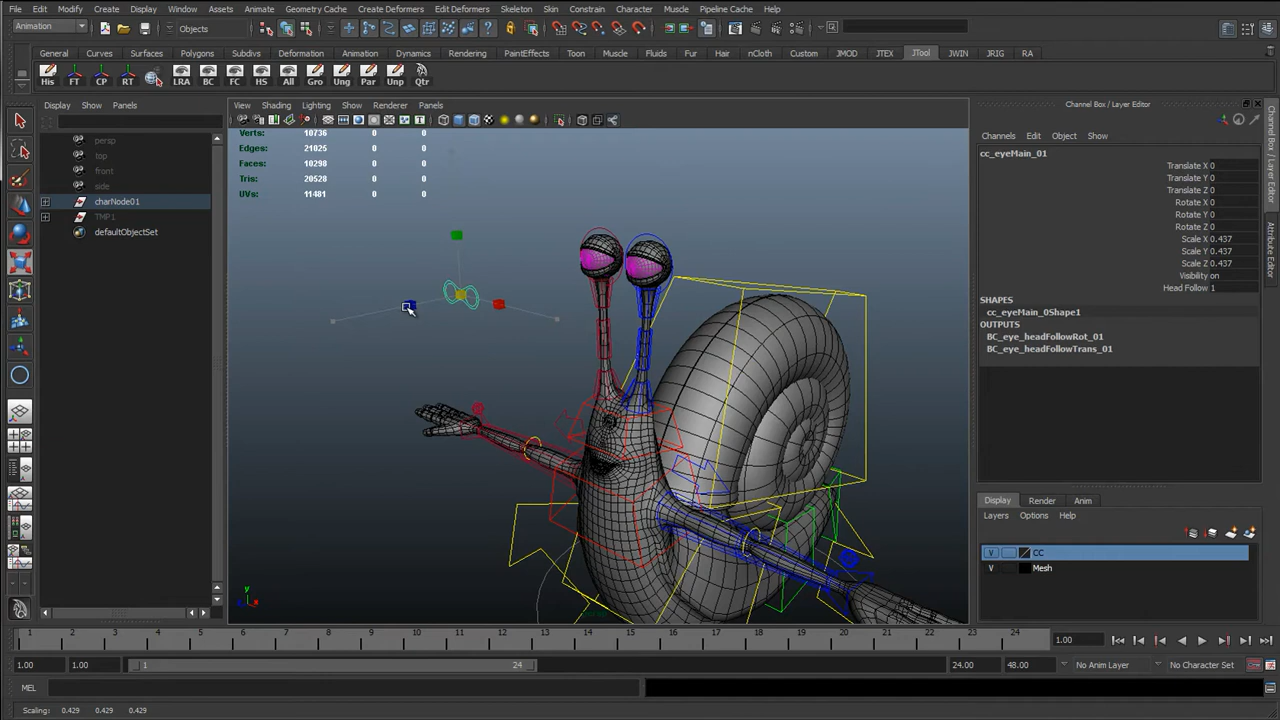 File Edit Modify Create Display Window Assets Animate Geometry Cache Create Deformers Edit Deformers Skeleton Skin Constrain Character Muscle Pipeline Cache Help
Animation Objects
General Curves Surfaces Polygons Subdivs Deformation Animation Dynamics Rendering PaintEffects Toon Muscle Fluids Fur Hair nCloth Custom JMOD JTEX JTool JWIN JRIG RA
His FT CP RT LRA BC FC HS All Gro Ung Par Unp Qtr
Display Show Panels
View Shading Lighting Show Renderer Panels
Channel Box / Layer Editor
persp
top
front
side
charNode01
TMP1
defaultObjectSet
Verts: 10736 0 0
Edges: 21025 0 0
Faces: 10298 0 0
Tris: 20528 0 0
UVs: 11481 0 0
y
Channels Edit Object Show
cc_eyeMain_01
Translate X 0
Translate Y 0
Translate Z 0
Rotate X 0
Rotate Y 0
Rotate Z 0
Scale X 0.437
Scale Y 0.437
Scale Z 0.437
Visibility on
Head Follow 1
SHAPES
cc_eyeMain_0Shape1
OUTPUTS
BC_eye_headFollowRot_01
BC_eye_headFollowTrans_01
Channel Box / Layer Editor
Attribute Editor
Display Render Anim
Layers Options Help
V CC
V Mesh
1 2 3 4 5 6 7 8 9 10 11 12 13 14 15 16 17 18 19 20 21 22 23 24 1.00
1.00 1.00 1 24 24.00 48.00 No Anim Layer No Character Set
MEL
Scaling: 0.429 0.429 0.429